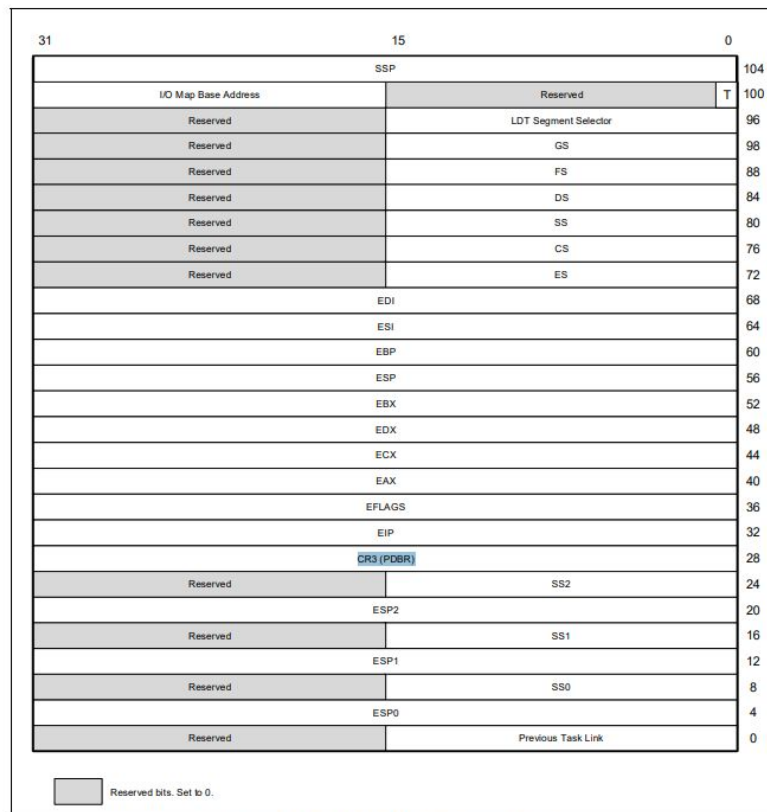 31 15 0
SSP 104
I/O Map Base Address Reserved T 100
Reserved LDT Segment Selector 96
Reserved GS 98
Reserved FS 88
Reserved DS 84
Reserved SS 80
Reserved CS 76
Reserved ES 72
EDI 68
ESI 64
EBP 60
ESP 56
EBX 52
EDX 48
ECX 44
EAX 40
EFLAGS 36
EIP 32
CR3 (PDBR) 28
Reserved SS2 24
ESP2 20
Reserved SS1 16
ESP1 12
Reserved SS0 8
ESP0 4
Reserved Previous Task Link 0
Reserved bits. Set to 0.